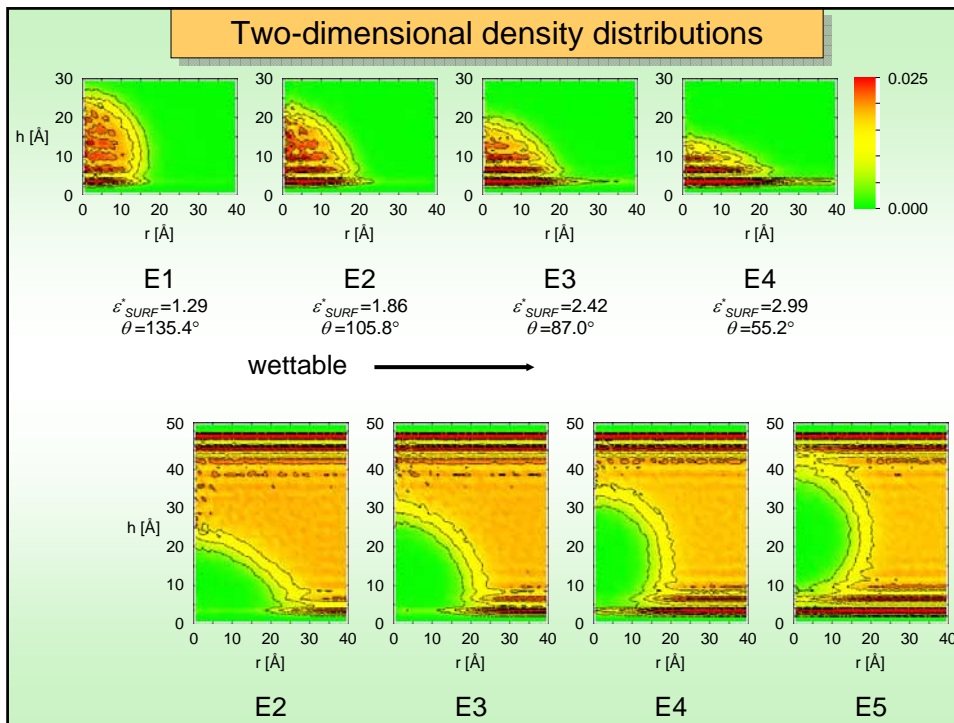 Two-dimensional density distributions
30 30 30 30 0.025
20 20 20 20
h [Å]
10 10 10 10
0 0 0 0 0.000
0 10 20 30 40 0 10 20 30 40 0 10 20 30 40 0 10 20 30 40
r [Å] r [Å] r [Å] r [Å]
E1 E2 E3 E4
ε*SURF=1.29 ε*SURF=1.86 ε*SURF=2.42 ε*SURF=2.99
θ=135.4° θ=105.8° θ=87.0° θ=55.2°
wettable
50 50 50 50
40 40 40 40
30 30 30 30
h [Å]
20 20 20 20
10 10 10 10
0 0 0 0
0 10 20 30 40 0 10 20 30 40 0 10 20 30 40 0 10 20 30 40
r [Å] r [Å] r [Å] r [Å]
E2 E3 E4 E5